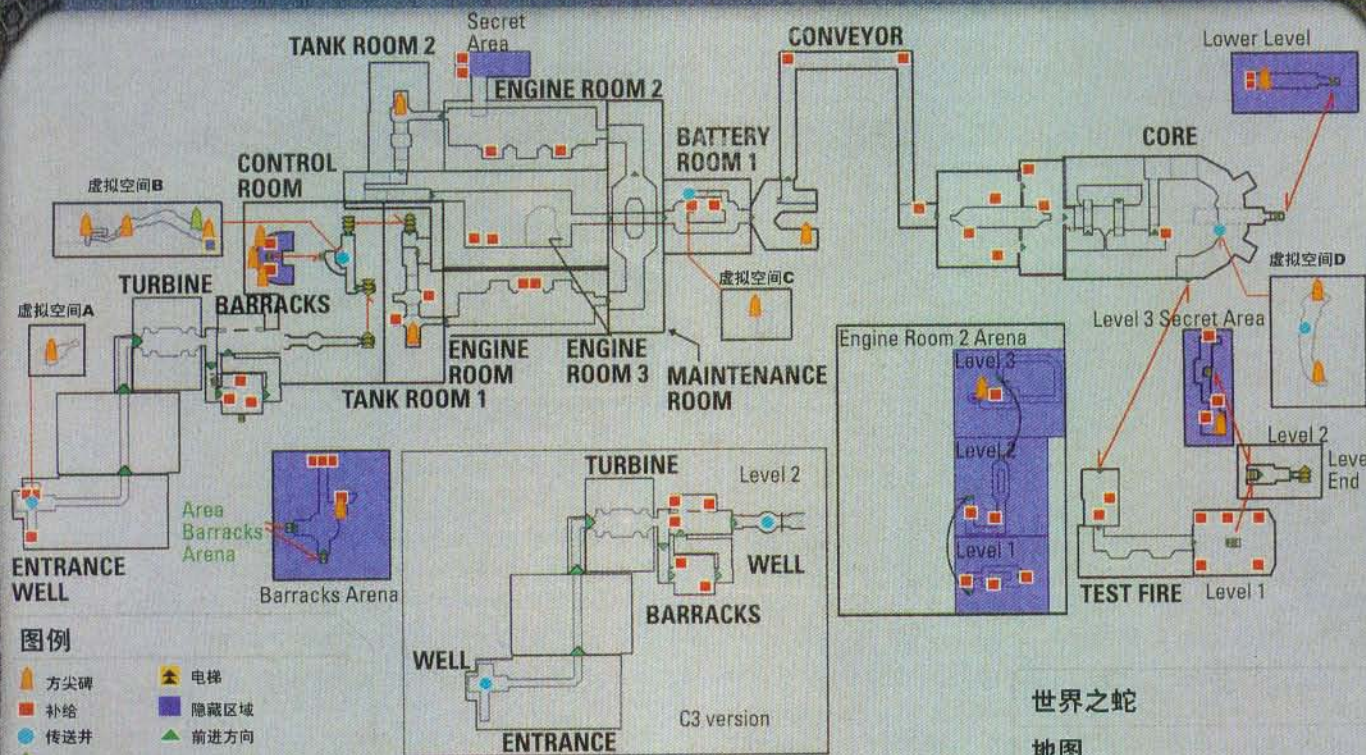 Secret
Area
TANK ROOM 2
CONVEYOR
Lower Level
ENGINE ROOM 2
BATTERY
ROOM 1
CORE
CONTROL
ROOM
虚拟空间B
虚拟空间D
虚拟空间C
TURBINE
BARRACKS
虚拟空间A
Level 3 Secret Area
Engine Room 2 Arena
Level 3
ENGINE
ROOM
ENGINE
ROOM 3
MAINTENANCE
ROOM
TANK ROOM 1
Level 2
Level 2
Leve
End
TURBINE
Level 2
Area
Barracks
Arena
Level 1
ENTRANCE
WELL
Barracks Arena
WELL
BARRACKS
TEST FIRE
Level 1
图例
方尖碑
电梯
补给
隐藏区域
传送井
前进方向
WELL
C3 version
ENTRANCE
世界之蛇
地图